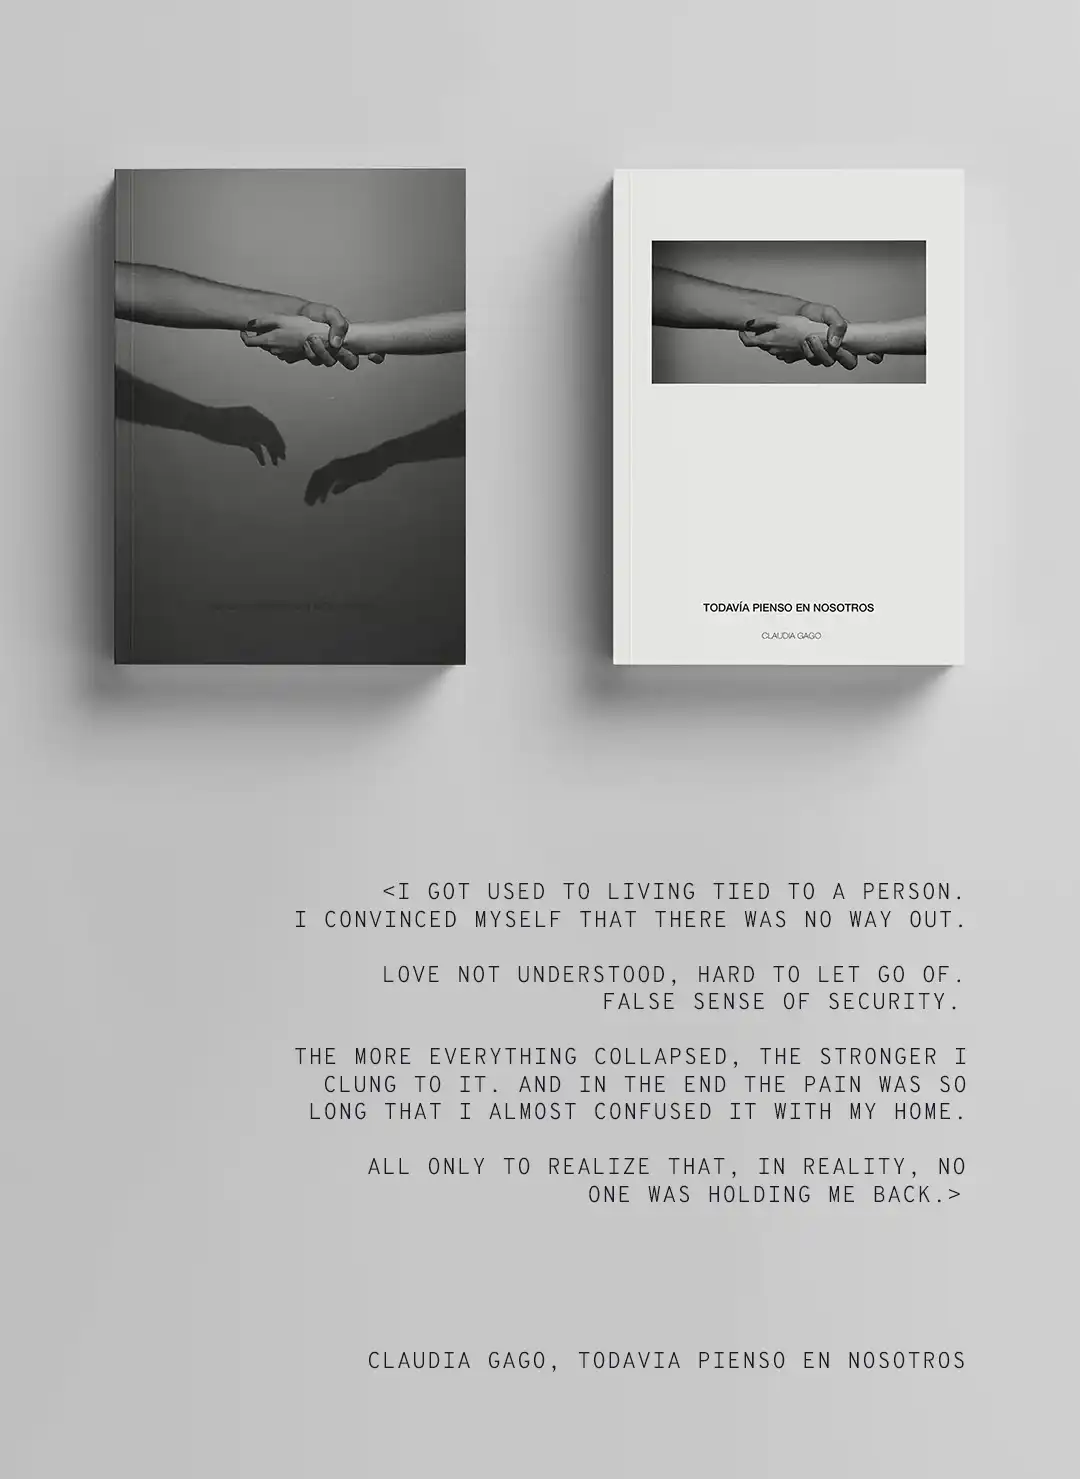 TODAVÍA PIENSO EN NOSOTROS
CLAUDIA GAGO
<I GOT USED TO LIVING TIED TO A PERSON.
I CONVINCED MYSELF THAT THERE WAS NO WAY OUT.
LOVE NOT UNDERSTOOD, HARD TO LET GO OF.
FALSE SENSE OF SECURITY.
THE MORE EVERYTHING COLLAPSED, THE STRONGER I
CLUNG TO IT. AND IN THE END THE PAIN WAS SO
LONG THAT I ALMOST CONFUSED IT WITH MY HOME.
ALL ONLY TO REALIZE THAT, IN REALITY, NO
ONE WAS HOLDING ME BACK.>
CLAUDIA GAGO, TODAVIA PIENSO EN NOSOTROS